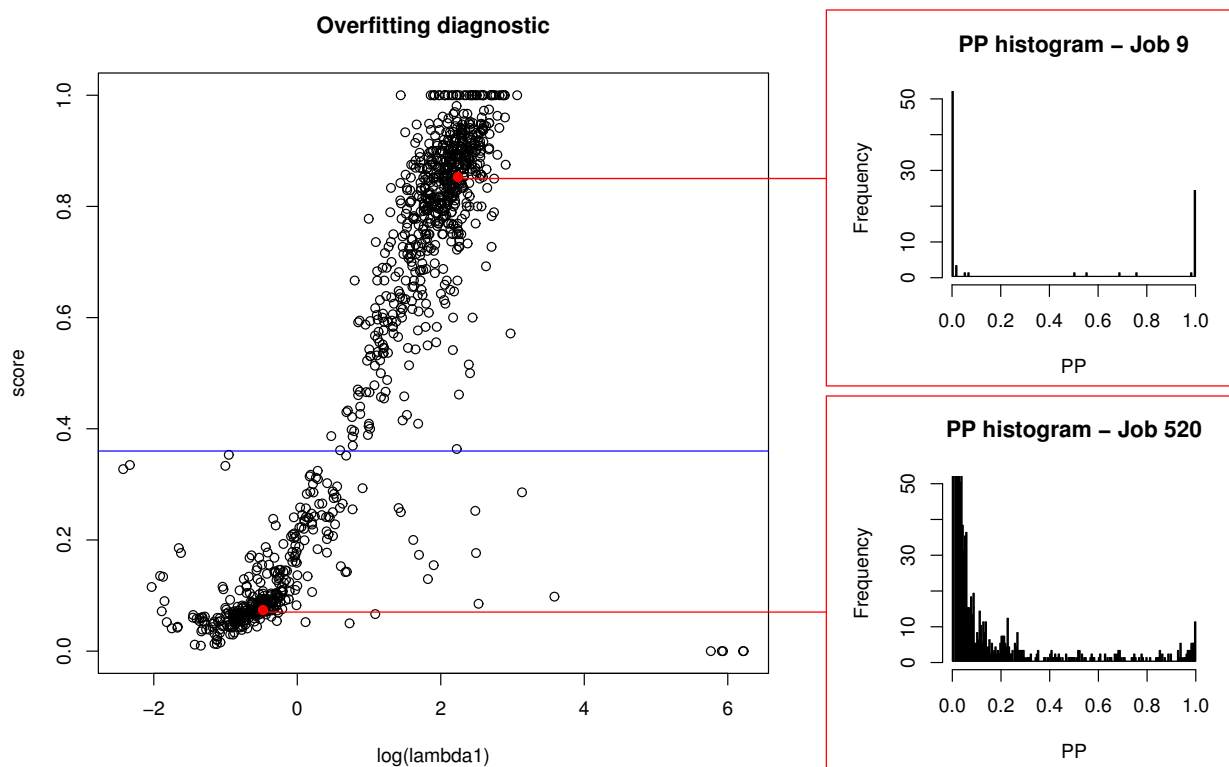 Overfitting diagnostic
score
0.0 0.2 0.4 0.6 0.8 1.0
−2 0 2 4 6
log(lambda1)
PP histogram − Job 9
Frequency
0 10 30 50
0.0 0.2 0.4 0.6 0.8 1.0
PP
PP histogram − Job 520
Frequency
0 10 30 50
0.0 0.2 0.4 0.6 0.8 1.0
PP